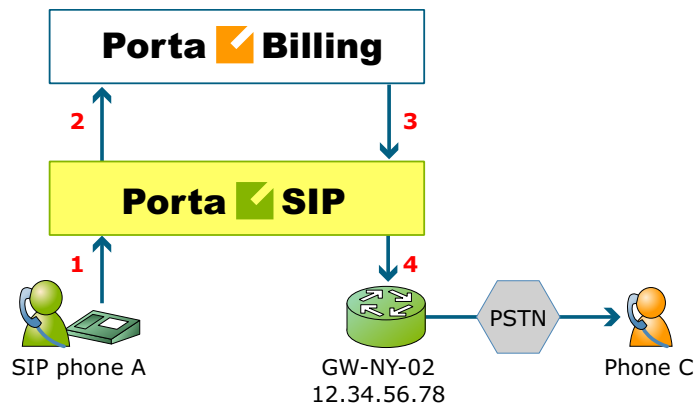 Porta Billing
2
3
Porta SIP
1
4
PSTN
SIP phone A
GW-NY-02
12.34.56.78
Phone C